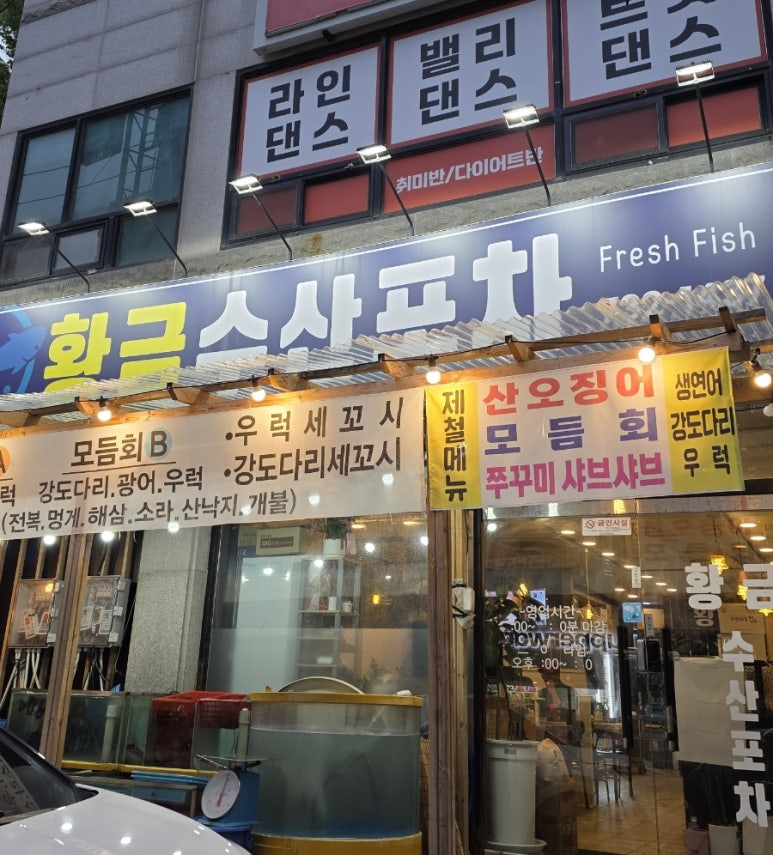 라인
댄스
밸리
댄스
댄스
취미반/다이어트반
황금수산포차
Fresh Fish
모듬회 B
강도다리.광어.우럭
(전복.멍게.해삼.소라.산낙지.개불)
•우럭세꼬시
•강도다리세꼬시
제철메뉴
산오징어
모듬회
쭈꾸미 샤브샤브
생연어
강도다리
우럭
금연시설
-영업시간-
황금
수산포차